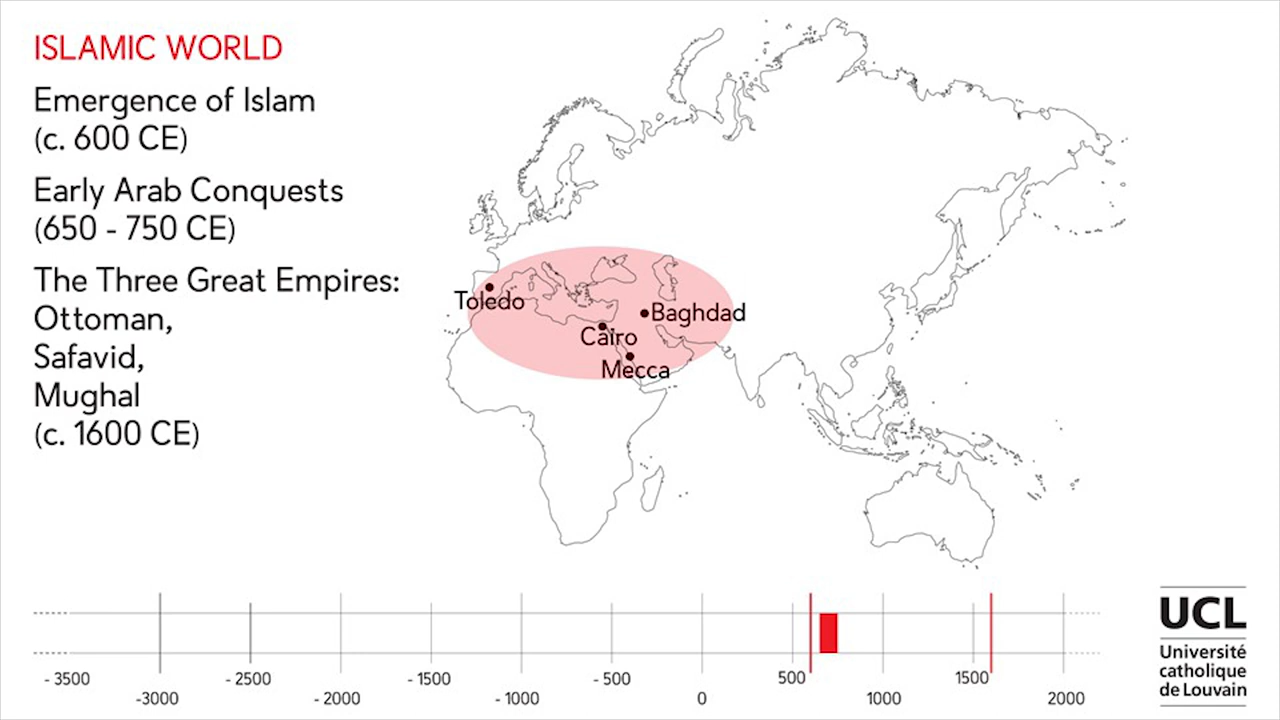 ISLAMIC WORLD
Emergence of Islam
(c. 600 CE)
Early Arab Conquests
(650 - 750 CE)
The Three Great Empires:
Ottoman,
Safavid,
Mughal
(c. 1600 CE)
Toledo
Baghdad
Cairo
Mecca
- 3500
-3000
- 2500
- 2000
- 1500
- 1000
- 500
0
500
1000
1500
2000
UCL
Université
catholique
de Louvain